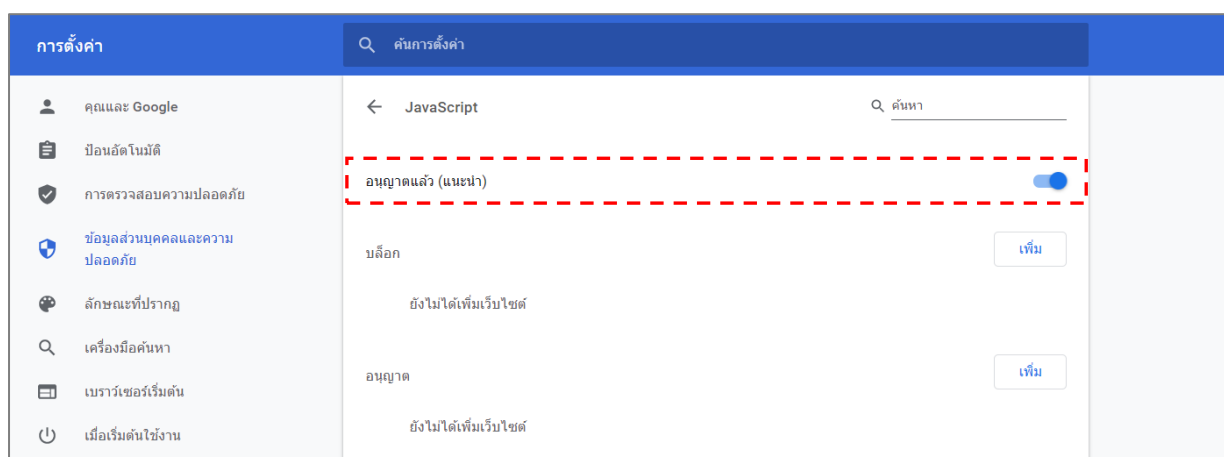 การตั้งค่า
ค้นการตั้งค่า
คุณและ Google
ป้อนอัตโนมัติ
การตรวจสอบความปลอดภัย
ข้อมูลส่วนบุคคลและความ
ปลอดภัย
ลักษณะที่ปรากฏ
เครื่องมือค้นหา
เบราว์เซอร์เริ่มต้น
เมื่อเริ่มต้นใช้งาน
JavaScript
ค้นหา
อนุญาตแล้ว (แนะนำ)
บล็อก
เพิ่ม
ยังไม่ได้เพิ่มเว็บไซต์
อนุญาต
เพิ่ม
ยังไม่ได้เพิ่มเว็บไซต์